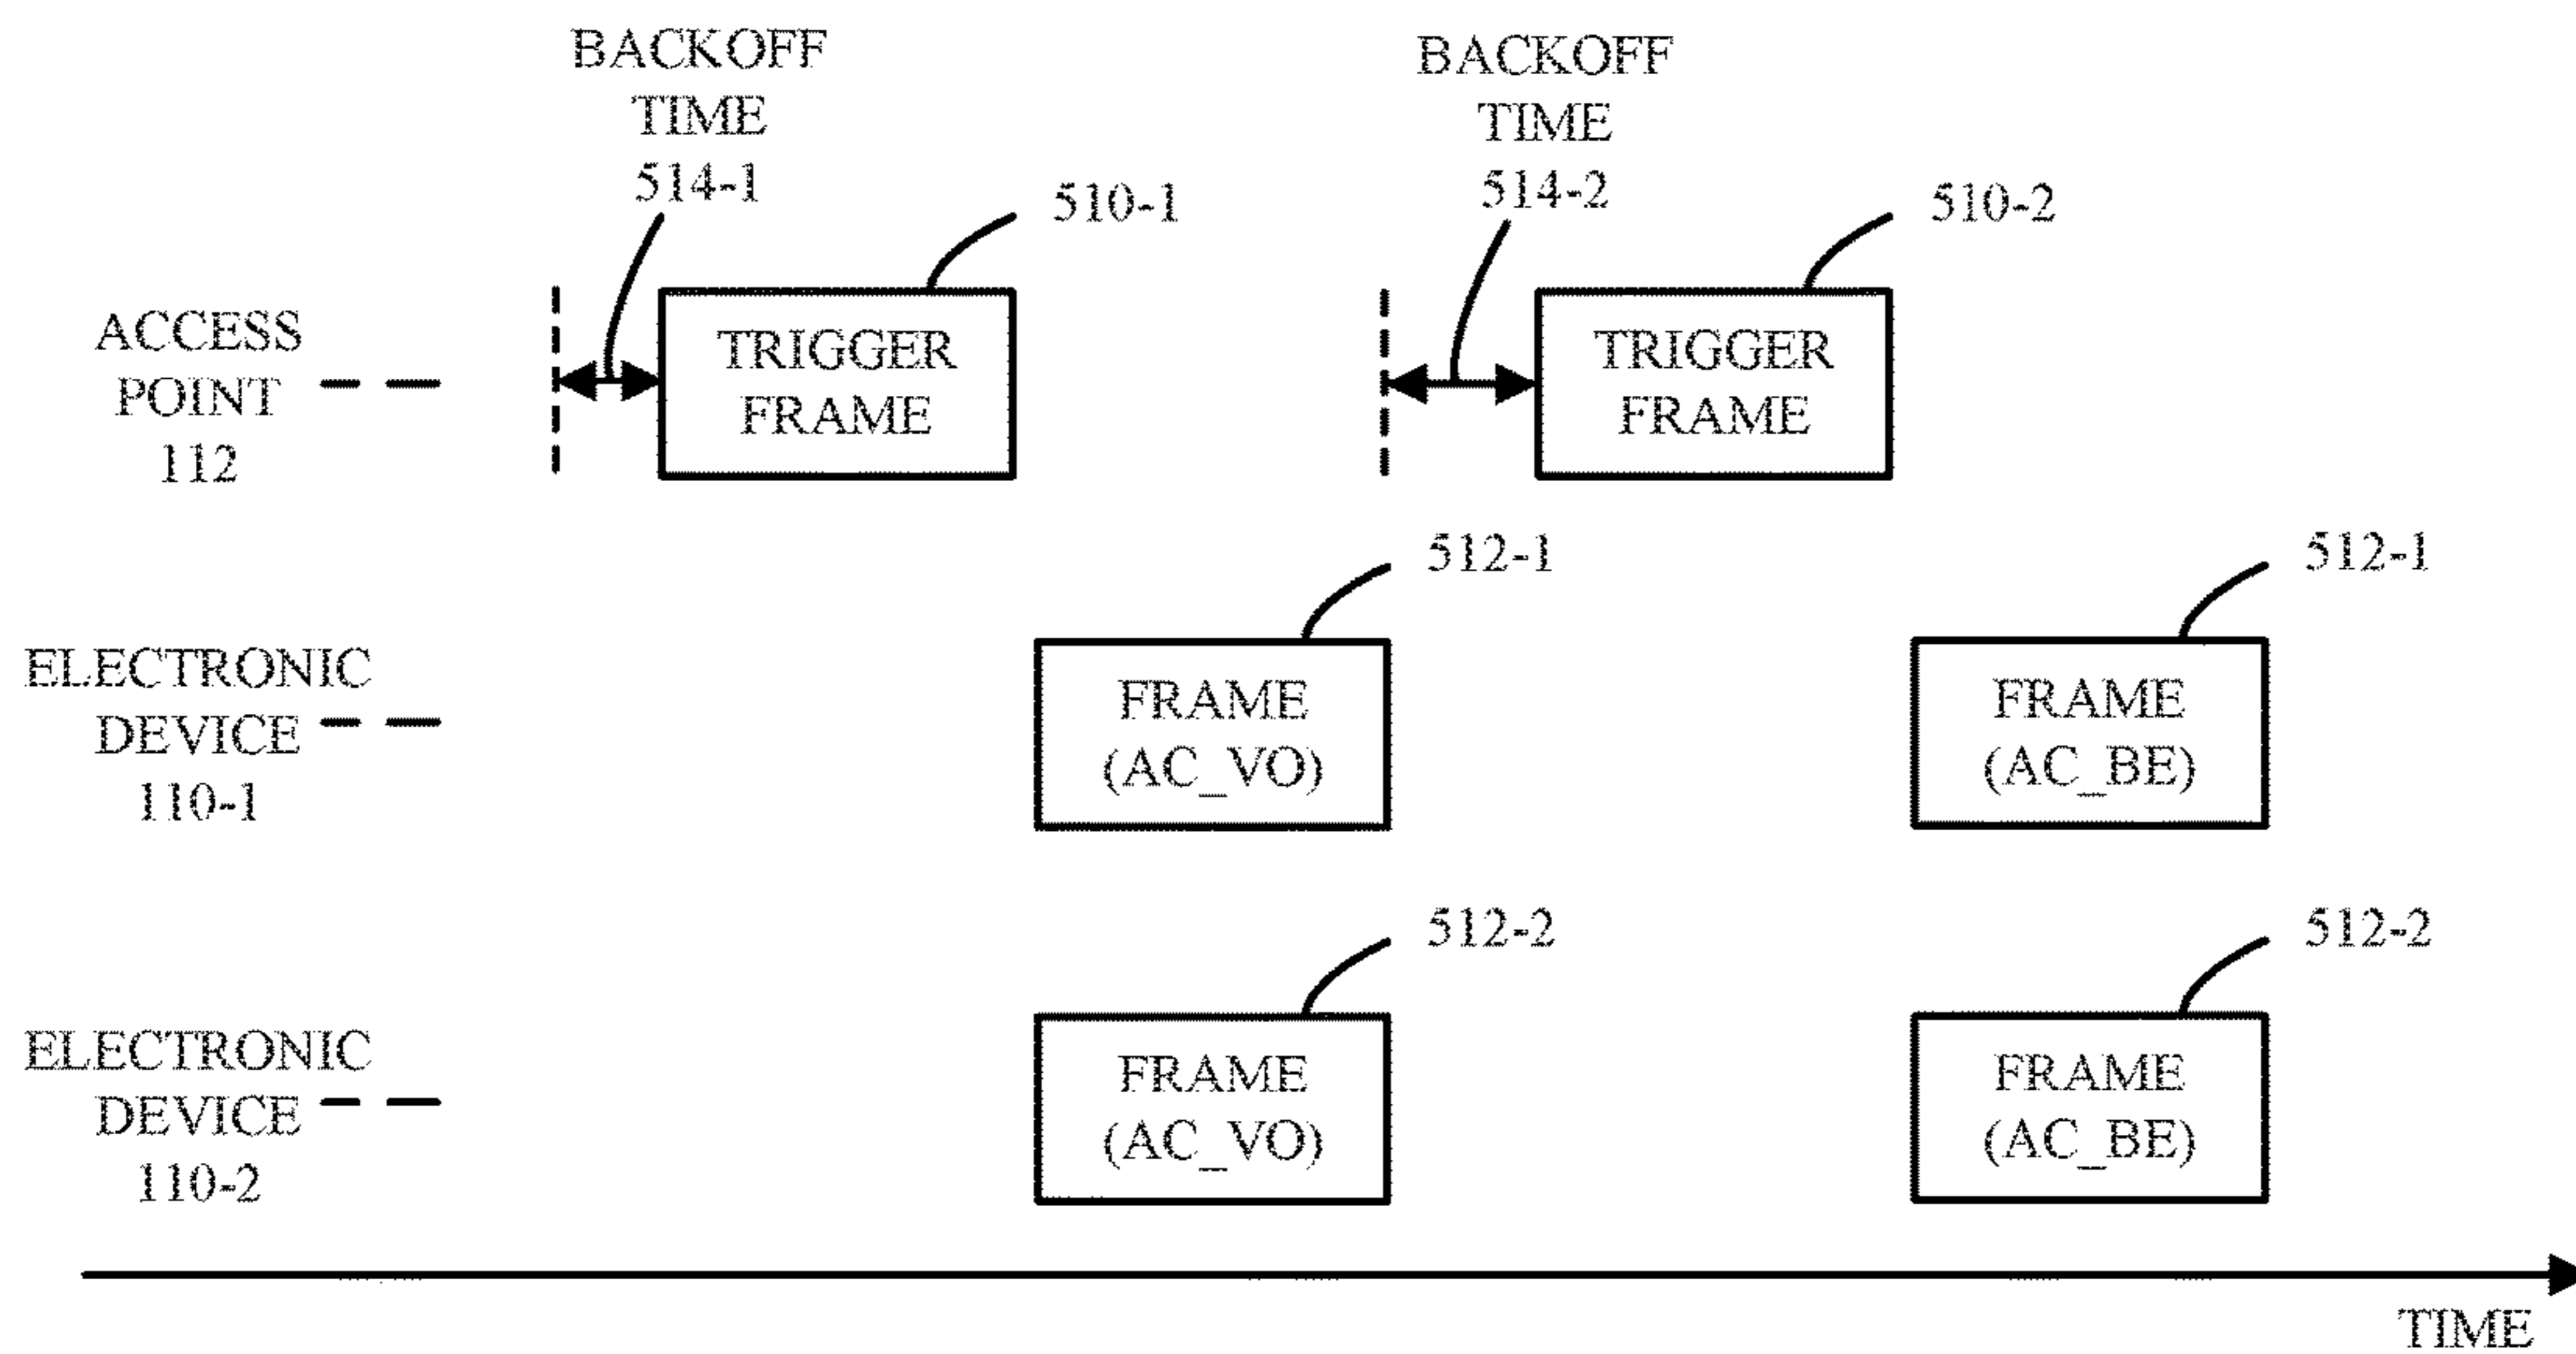 BACKOFF
TIME
514-1
BACKOFF
TIME
514-2
510-1
510-2
ACCESS
POINT
112
TRIGGER
FRAME
TRIGGER
FRAME
512-1
512-1
ELECTRONIC
DEVICE
110-1
FRAME
(AC_VO)
FRAME
(AC_BE)
512-2
512-2
ELECTRONIC
DEVICE
110-2
FRAME
(AC_VO)
FRAME
(AC_BE)
TIME